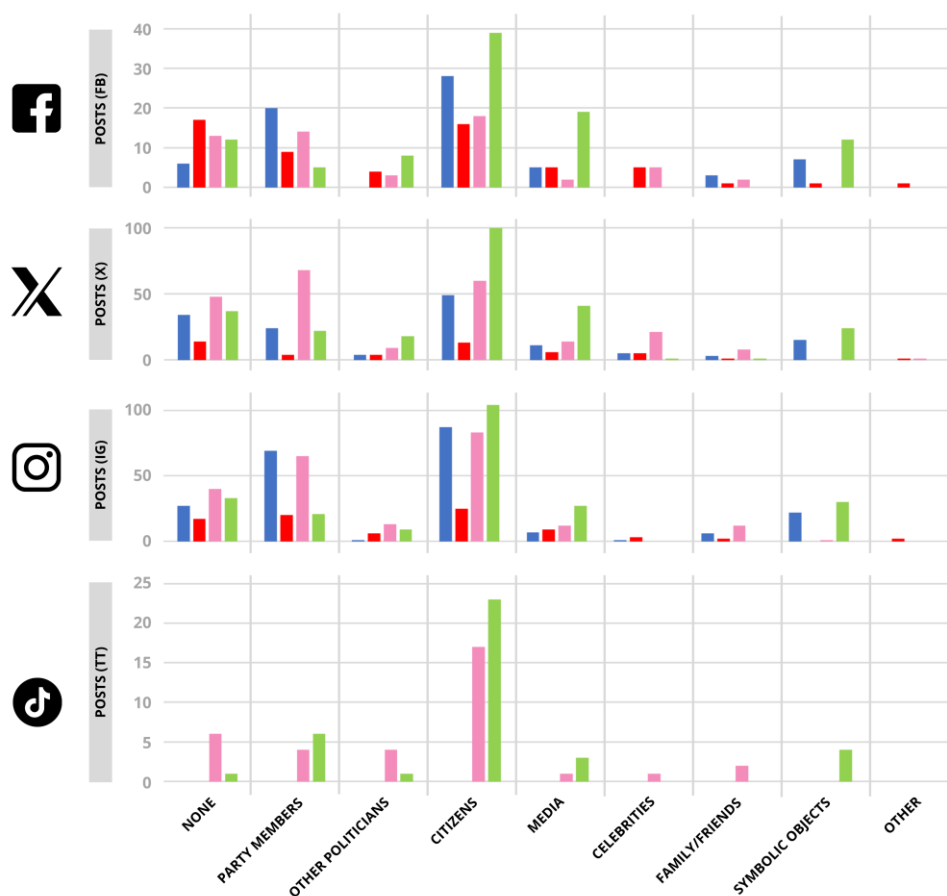 POSTS (FB)
40
30
20
10
0
POSTS (X)
100
50
0
POSTS (IG)
100
50
0
POSTS (TT)
25
20
15
10
5
0
NONE
PARTY MEMBERS
OTHER POLITICIANS
CITIZENS
MEDIA
CELEBRITIES
FAMILY/FRIENDS
SYMBOLIC OBJECTS
OTHER